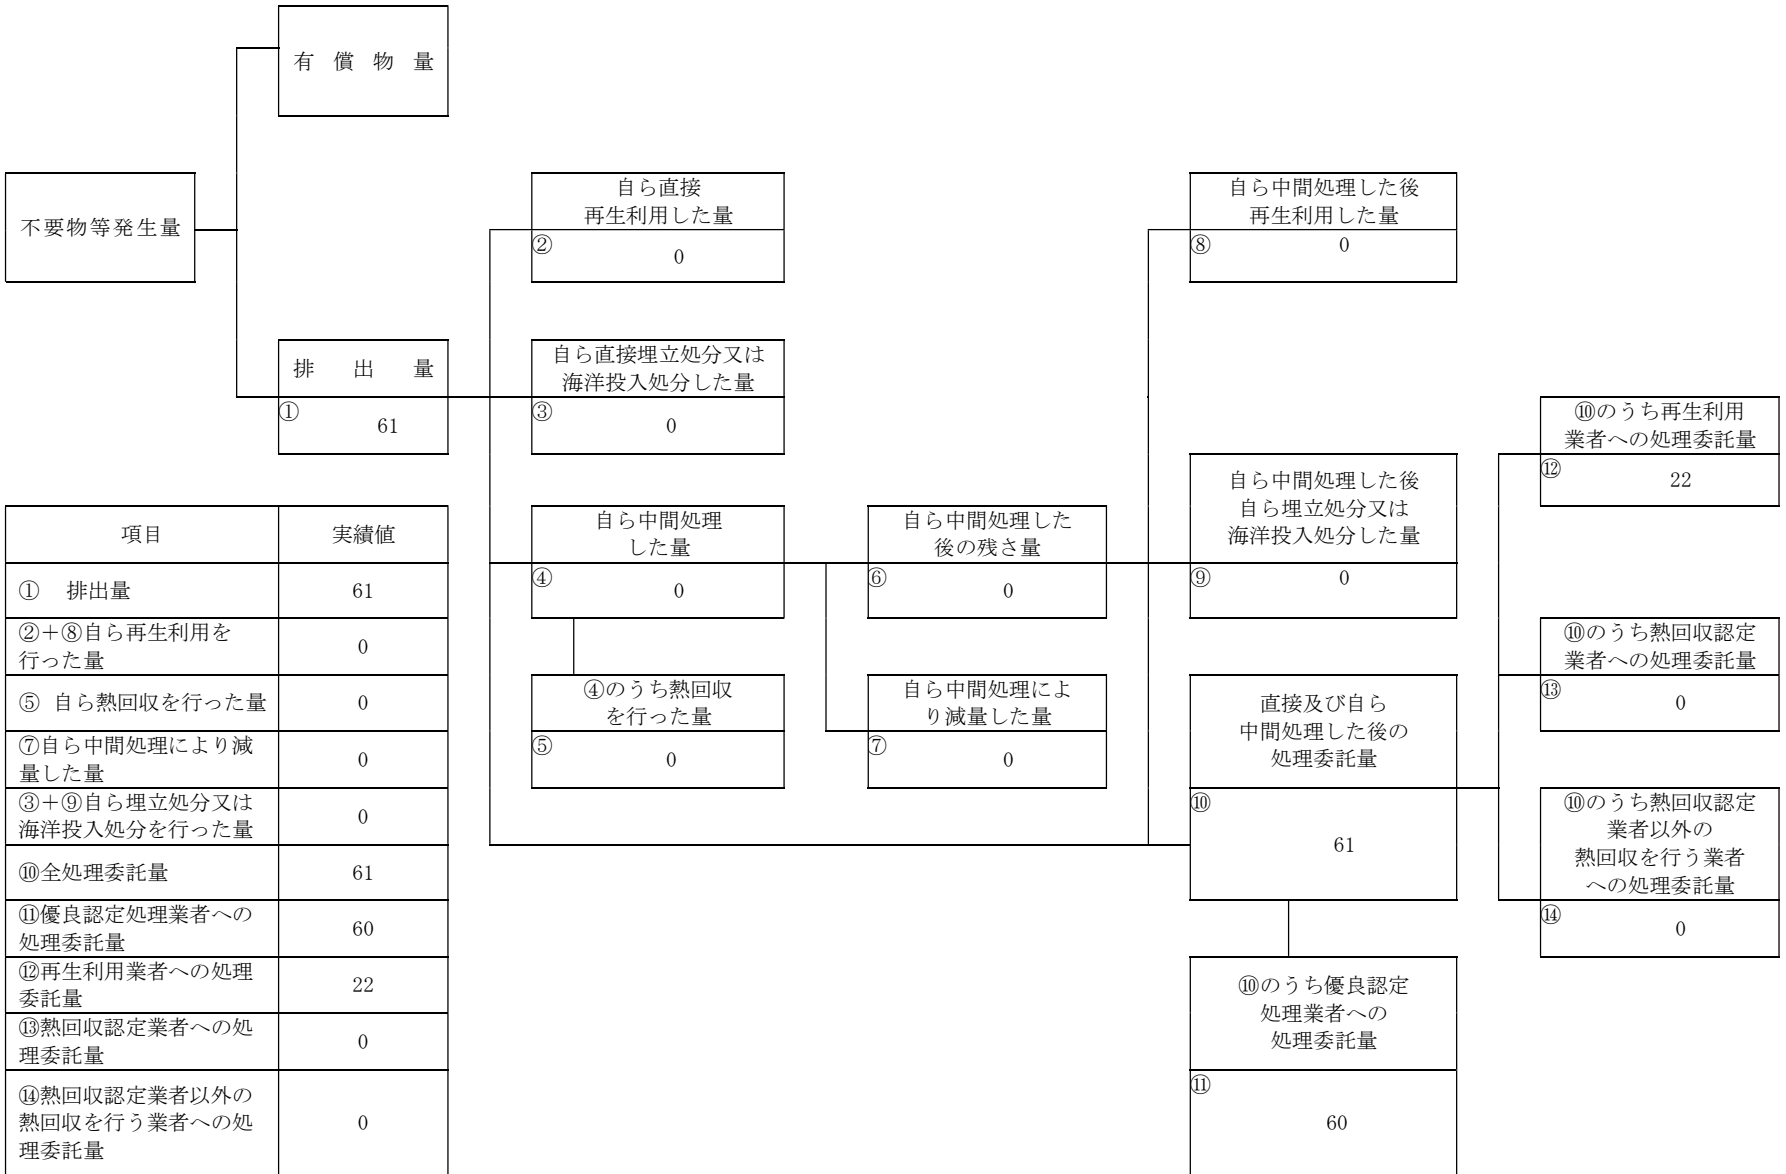 有償物量
不要物等発生量
自ら直接
再生利用した量
②
0
自ら中間処理した後
再生利用した量
⑧
0
排出量
①
61
自ら直接埋立処分又は
海洋投入処分した量
③
0
⑩のうち再生利用
業者への処理委託量
⑫
22
自ら中間処理した後
自ら埋立処分又は
海洋投入処分した量
⑨
0
自ら中間処理
した量
④
0
自ら中間処理した
後の残さ量
⑥
0
⑩のうち熱回収認定
業者への処理委託量
⑬
0
④のうち熱回収
を行った量
⑤
0
自ら中間処理によ
り減量した量
⑦
0
直接及び自ら
中間処理した後の
処理委託量
⑩
61
⑩のうち熱回収認定
業者以外の
熱回収を行う業者
への処理委託量
⑭
0
⑩のうち優良認定
処理業者への
処理委託量
⑪
60
項目 実績値
① 排出量 61
②+⑧自ら再生利用を
行った量
0
⑤ 自ら熱回収を行った量 0
⑦自ら中間処理により減
量した量
0
③+⑨自ら埋立処分又は
海洋投入処分を行った量
0
⑩全処理委託量 61
⑪優良認定処理業者への
処理委託量
60
⑫再生利用業者への処理
委託量
22
⑬熱回収認定業者への処
理委託量
0
⑭熱回収認定業者以外の
熱回収を行う業者への処
理委託量
0